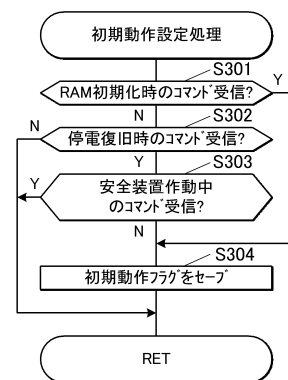 初期動作設定処理
S301
RAM初期化時のコマンド受信?
Y
N
S302
N
停電復旧時のコマンド受信?
Y
S303
Y
安全装置作動中
のコマンド受信?
N
S304
初期動作フラグをセーブ
RET